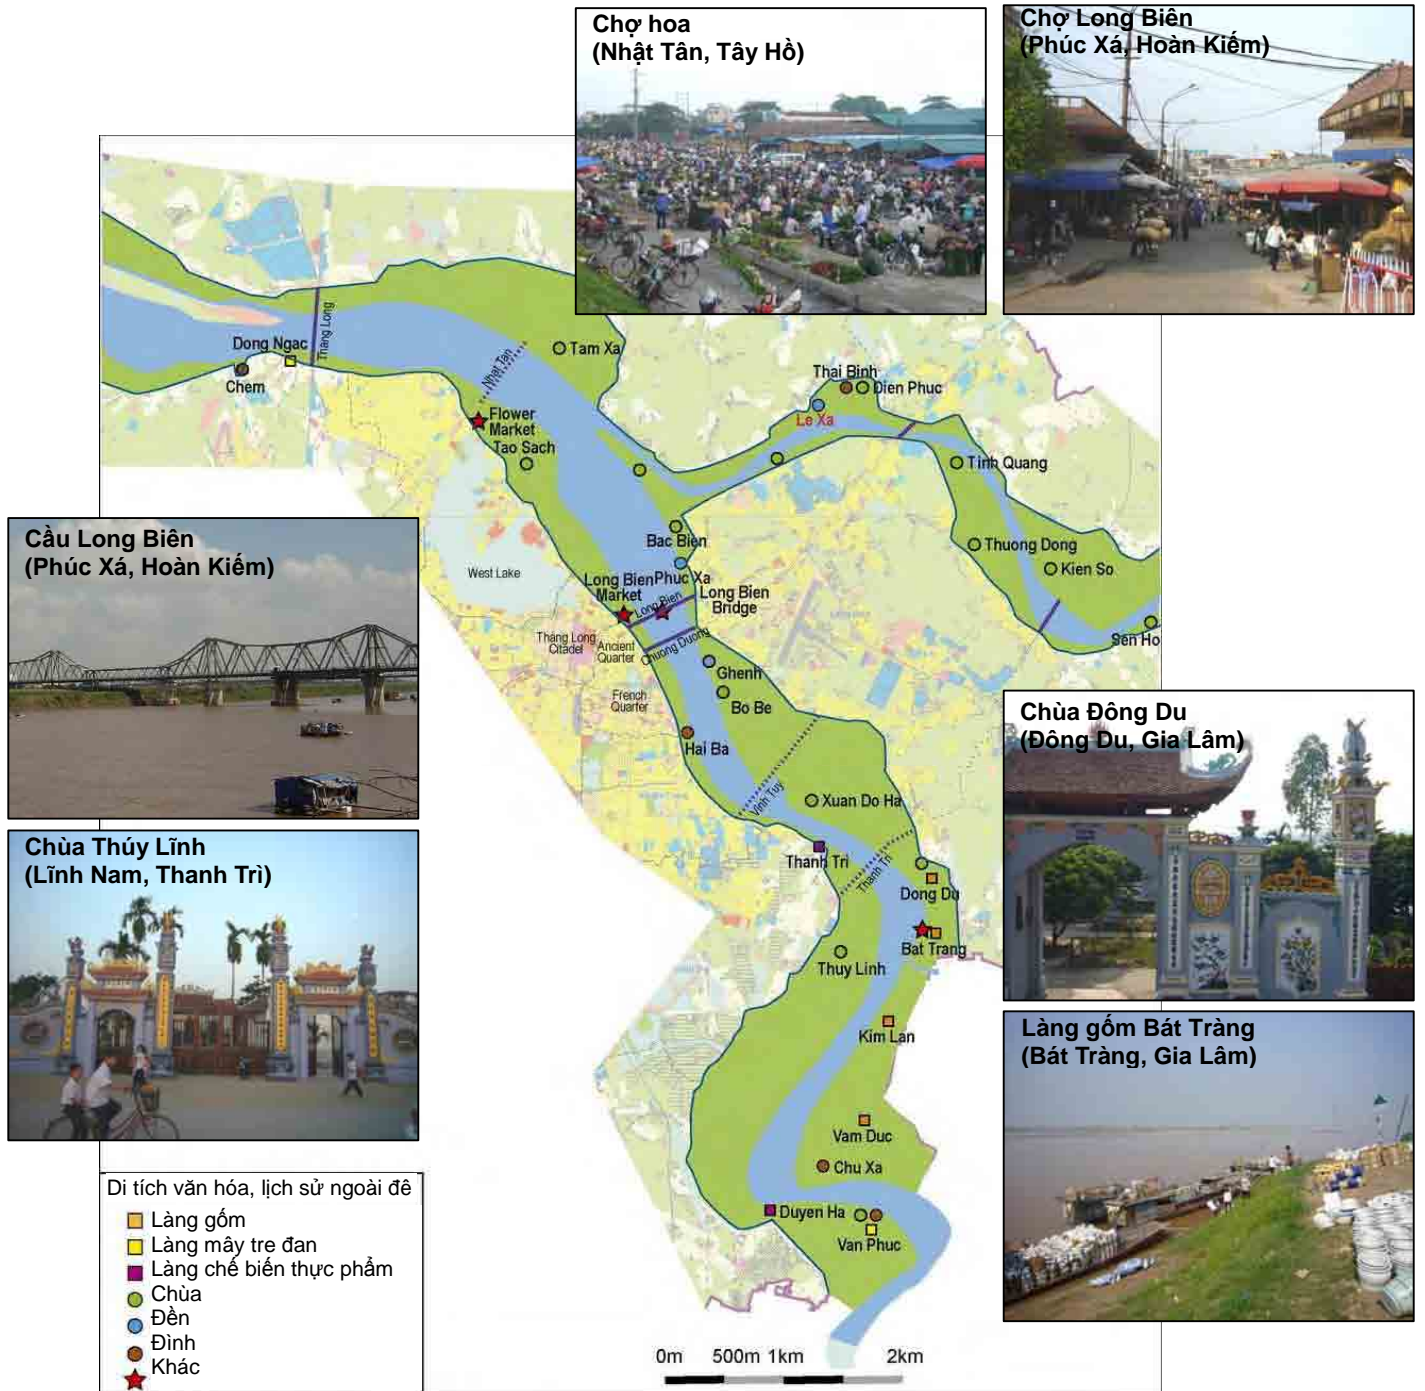 Chợ hoa
(Nhật Tân, Tây Hồ)
Chợ Long Biên
(Phúc Xá, Hoàn Kiếm)
Thang Long
Dong Ngac
Chem
Nhat Tan
Tam Xa
Thai Binh
Dien Phuc
Le Xa
Flower
Market
Tao Sach
Tinh Quang
Cầu Long Biên
(Phúc Xá, Hoàn Kiếm)
Bac Bien
Thuong Dong
Kien So
West Lake
Long Bien
Market
Phuc Xa
Long Bien
Long Bien
Bridge
Thang Long
Citadel
Ancient
Quarter
Chuong Duong
Sen Ho
Ghenh
French
Quarter
Bo Be
Hai Ba
Chùa Đông Du
(Đông Du, Gia Lâm)
Vinh Tuy
Xuan Do Ha
Chùa Thúy Lĩnh
(Lĩnh Nam, Thanh Trì)
Thanh Tri
Thanh Tri
Dong Du
Bat Trang
Thuy Linh
Kim Lan
Làng gốm Bát Tràng
(Bát Tràng, Gia Lâm)
Vam Duc
Chu Xa
Duyen Ha
Van Phuc
Di tích văn hóa, lịch sử ngoài đê
Làng gốm
Làng mây tre đan
Làng chế biến thực phẩm
Chùa
Đền
Đình
Khác
0m 500m 1km 2km